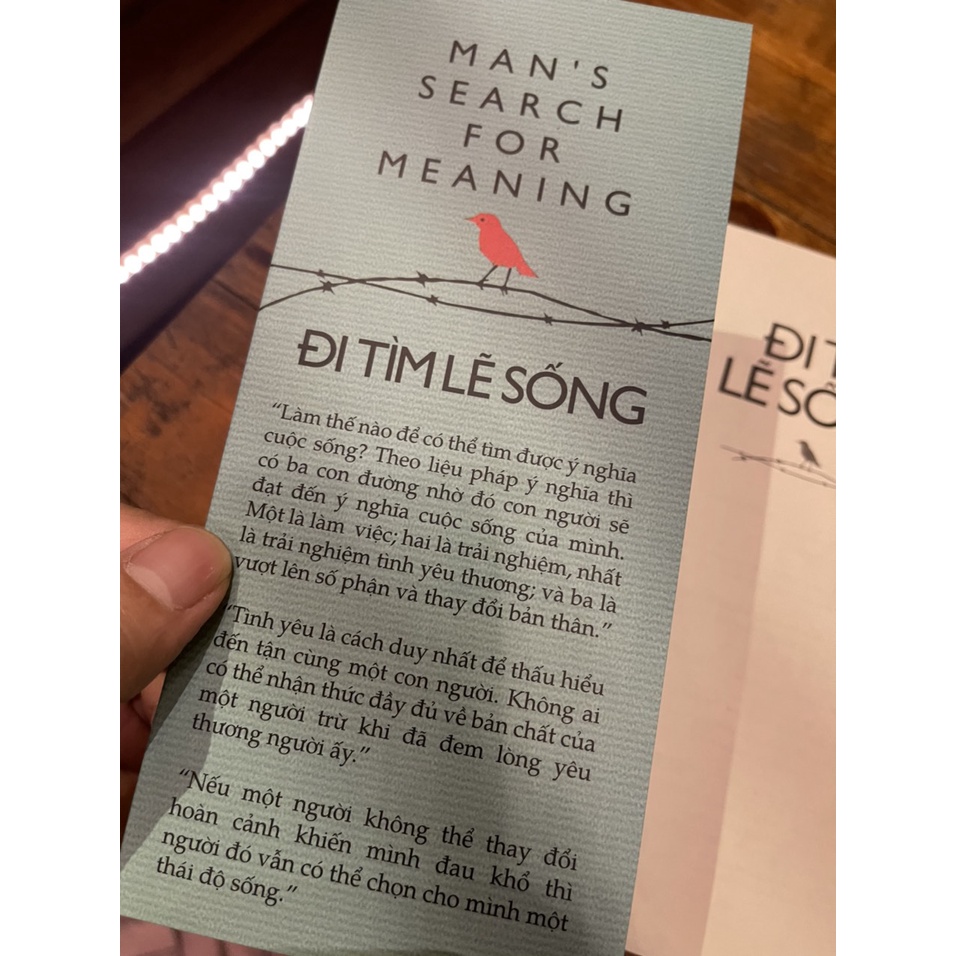 MAN'S
SEARCH
FOR
MEANING
ĐI TÌM LẼ SỐNG
“Làm thế nào để có thể tìm được ý nghĩa
cuộc sống? Theo liệu pháp ý nghĩa thì
có ba con đường nhờ đó con người sẽ
đạt đến ý nghĩa cuộc sống của mình.
Một là làm việc; hai là trải nghiệm, nhất
là trải nghiệm tình yêu thương; và ba là
vượt lên số phận và thay đổi bản thân.”
“Tình yêu là cách duy nhất để thấu hiểu
đến tận cùng một con người. Không ai
có thể nhận thức đầy đủ về bản chất của
một người trừ khi đã đem lòng yêu
thương người ấy.”
“Nếu một người không thể thay đổi
hoàn cảnh khiến mình đau khổ thì
người đó vẫn có thể chọn cho mình một
thái độ sống.”
ĐI
LẼ